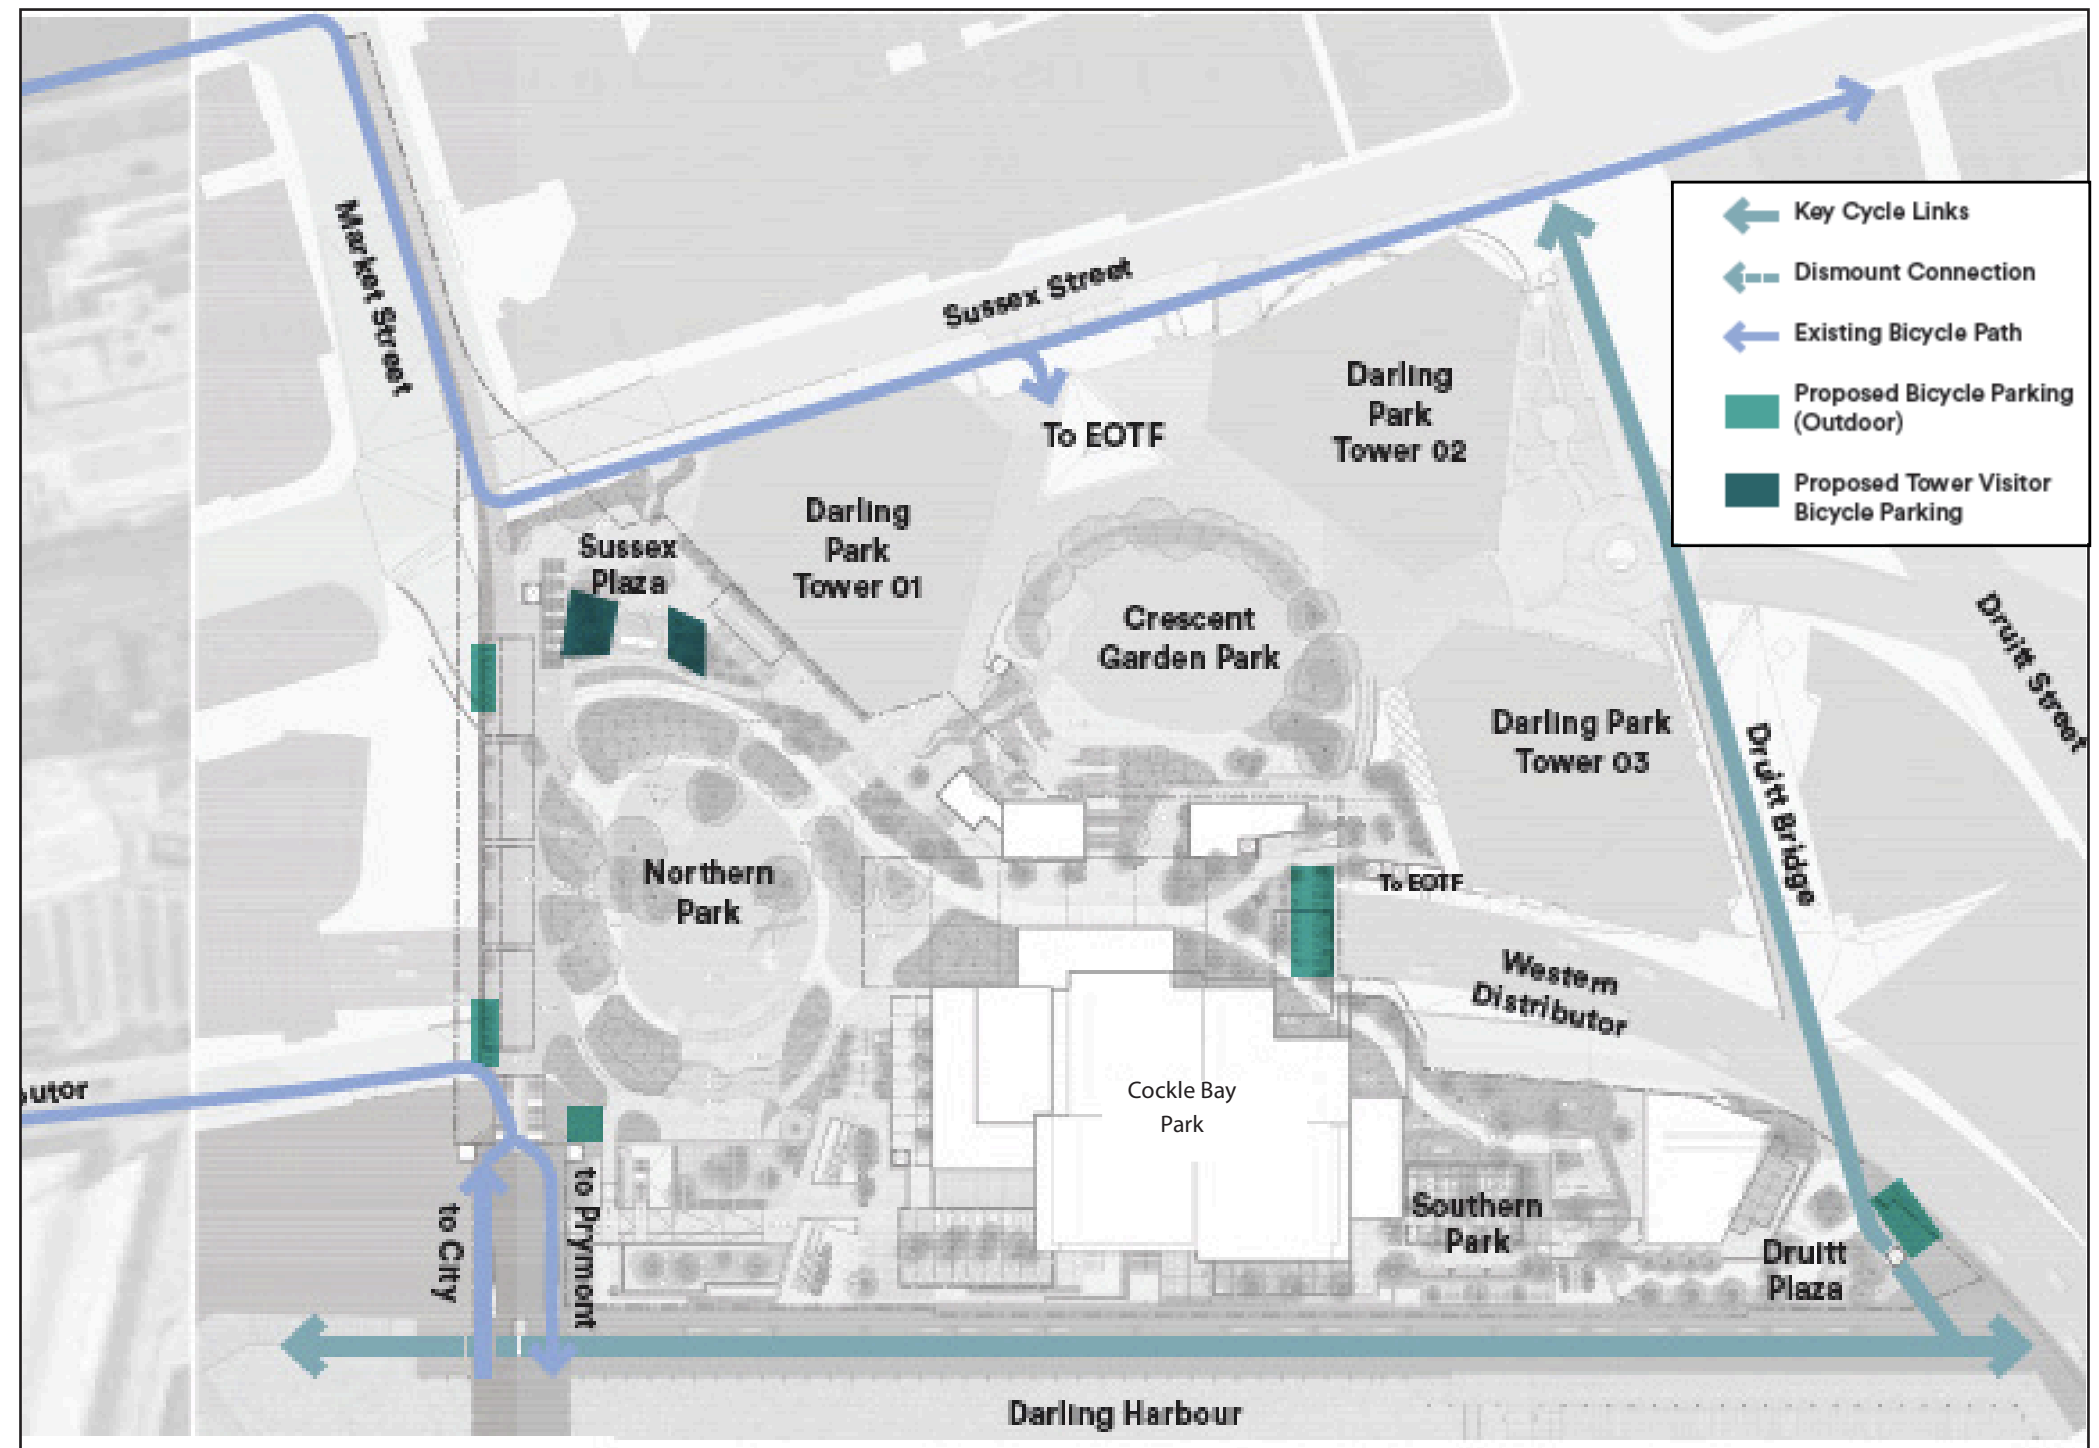 Market Street
Sussex Street
Key Cycle Links
Dismount Connection
Existing Bicycle Path
Proposed Bicycle Parking
(Outdoor)
Proposed Tower Visitor
Bicycle Parking
To EOTF
Darling
Park
Tower 02
Darling
Park
Tower 01
Sussex
Plaza
Crescent
Garden Park
Druitt Street
Darling Park
Tower 03
Druitt Bridge
Northern
Park
To EOTF
Western
Distributor
Cockle Bay
Park
utor
to City
to Prymont
Southern
Park
Druitt
Plaza
Darling Harbour